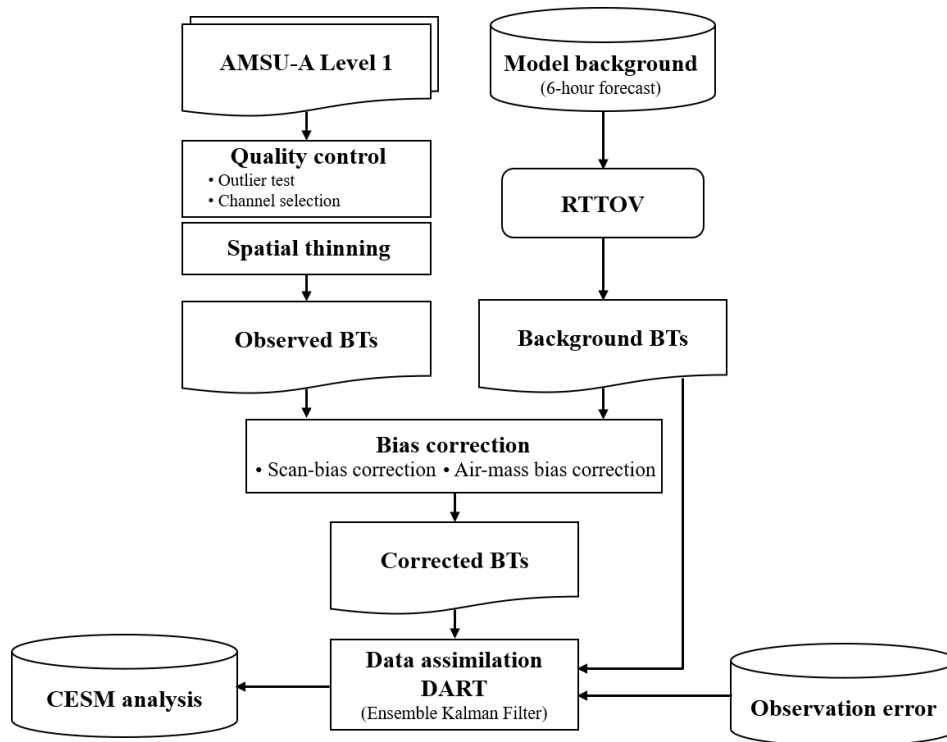 AMSU-A Level 1
Model background
(6-hour forecast)
Quality control
• Outlier test
• Channel selection
RTTOV
Spatial thinning
Observed BTs
Background BTs
Bias correction
• Scan-bias correction • Air-mass bias correction
Corrected BTs
Data assimilation
DART
(Ensemble Kalman Filter)
CESM analysis
Observation error